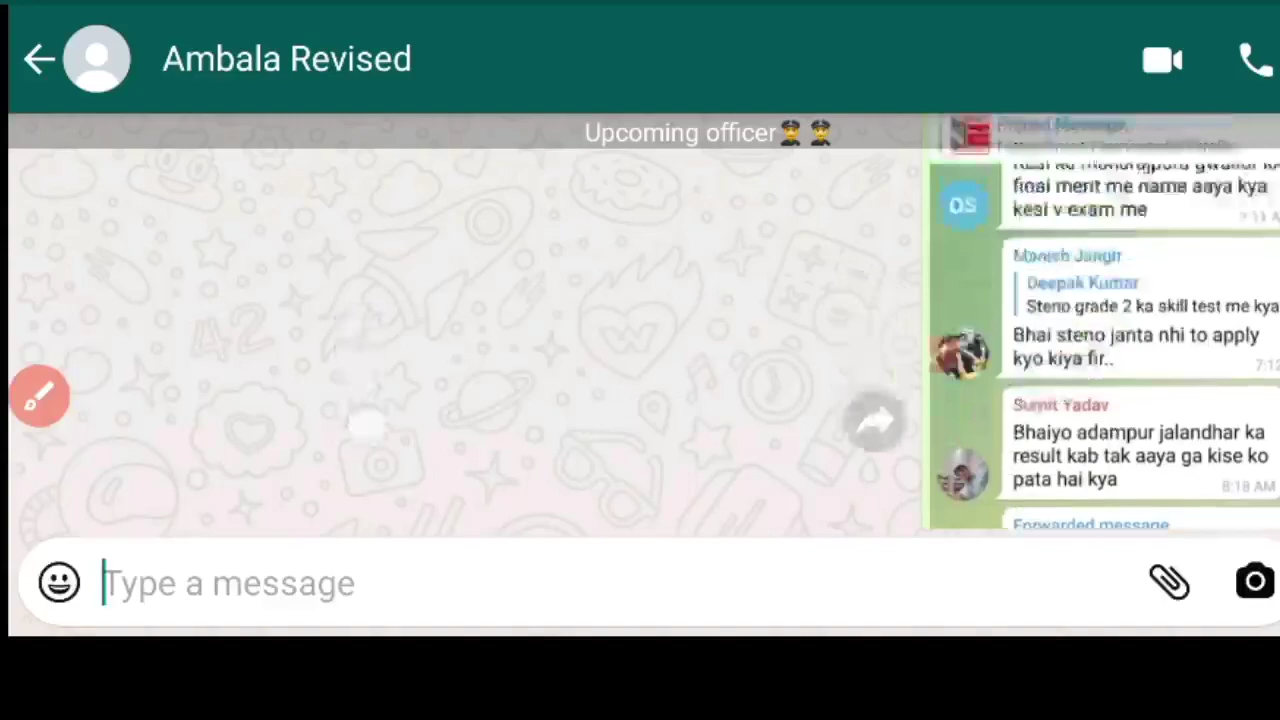 Ambala Revised
Upcoming officer👮👮
Pinned Message
final merit me name aaya kya
kesi v exam me
OS
Deepak Kumar
Steno grade 2 ka skill test me kya
Bhai steno janta nhi to apply
kyo kiya fir..
7:12
Sumit Yadav
Bhaiyo adampur jalandhar ka
result kab tak aaya ga kise ko
pata hai kya
8:18 AM
Forwarded message
Type a message